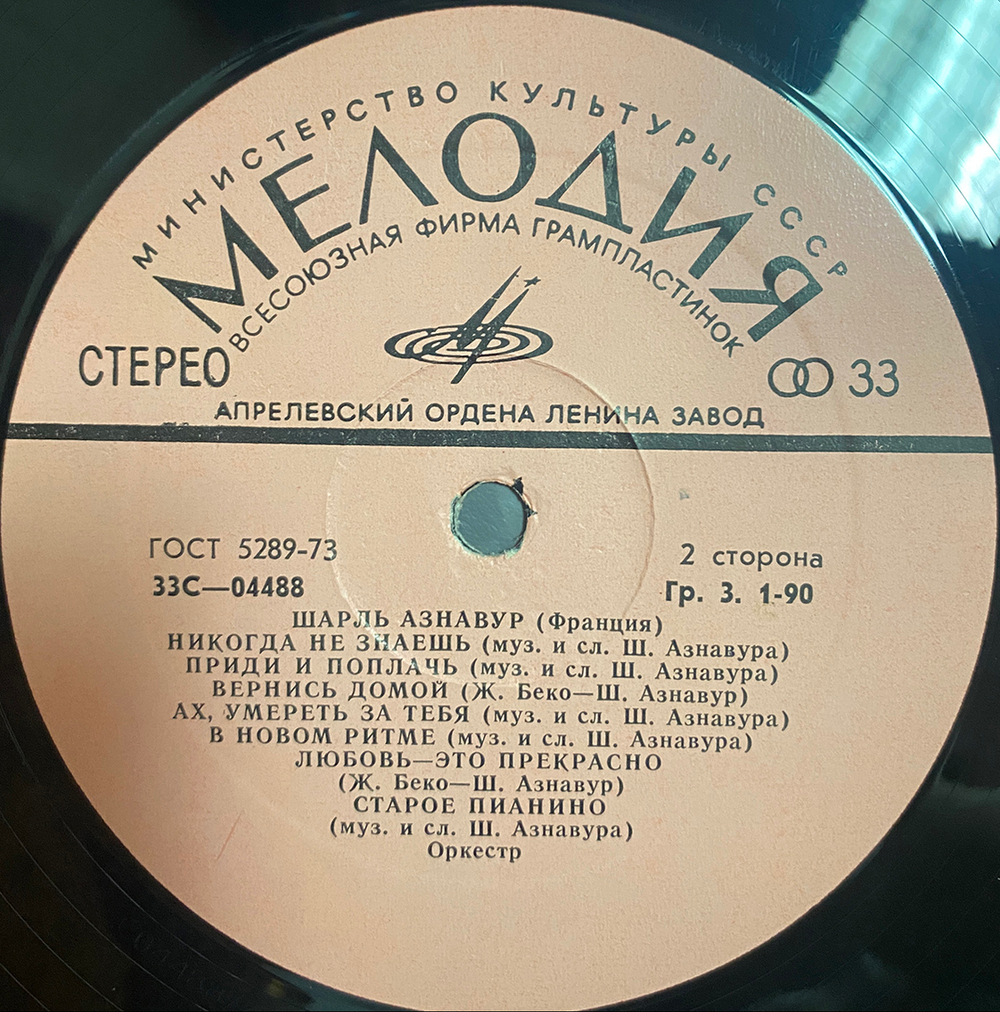 МИНИСТЕРСТВО КУЛЬТУРЫ СССР
МЕЛОДИЯ
ВСЕСОЮЗНАЯ ФИРМА ГРАМПЛАСТИНОК
СТЕРЕО
33
АПРЕЛЕВСКИЙ ОРДЕНА ЛЕНИНА ЗАВОД
ГОСТ 5289-73
2 сторона
33С—04488
Гр. 3. 1-90
ШАРЛЬ АЗНАВУР (Франция)
НИКОГДА НЕ ЗНАЕШЬ (муз. и сл. Ш. Азнавура)
ПРИДИ И ПОПЛАЧЬ (муз. и сл. Ш. Азнавура)
ВЕРНИСЬ ДОМОЙ (Ж. Беко—Ш. Азнавур)
АХ, УМЕРЕТЬ ЗА ТЕБЯ (муз. и сл. Ш. Азнавура)
В НОВОМ РИТМЕ (муз. и сл. Ш. Азнавура)
ЛЮБОВЬ—ЭТО ПРЕКРАСНО
(Ж. Беко—Ш. Азнавур)
СТАРОЕ ПИАНИНО
(муз. и сл. Ш. Азнавура)
Оркестр